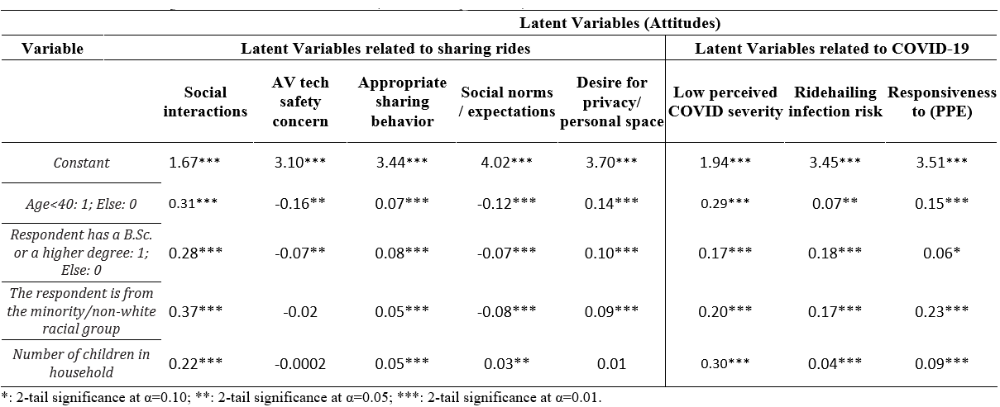 Latent Variables (Attitudes)
Variable Latent Variables related to sharing rides Latent Variables related to COVID-19
Social interactions AV tech safety concern Appropriate sharing behavior Social norms / expectations Desire for privacy/ personal space Low perceived COVID severity Ridehailing infection risk Responsiveness to (PPE)
Constant 1.67*** 3.10*** 3.44*** 4.02*** 3.70*** 1.94*** 3.45*** 3.51***
Age<40: 1; Else: 0 0.31*** -0.16** 0.07*** -0.12*** 0.14*** 0.29*** 0.07** 0.15***
Respondent has a B.Sc. or a higher degree: 1; Else: 0 0.28*** -0.07** 0.08*** -0.07*** 0.10*** 0.17*** 0.18*** 0.06*
The respondent is from the minority/non-white racial group 0.37*** -0.02 0.05*** -0.08*** 0.09*** 0.20*** 0.17*** 0.23***
Number of children in household 0.22*** -0.0002 0.05*** 0.03** 0.01 0.30*** 0.04*** 0.09***
*: 2-tail significance at α=0.10; **: 2-tail significance at α=0.05; ***: 2-tail significance at α=0.01.